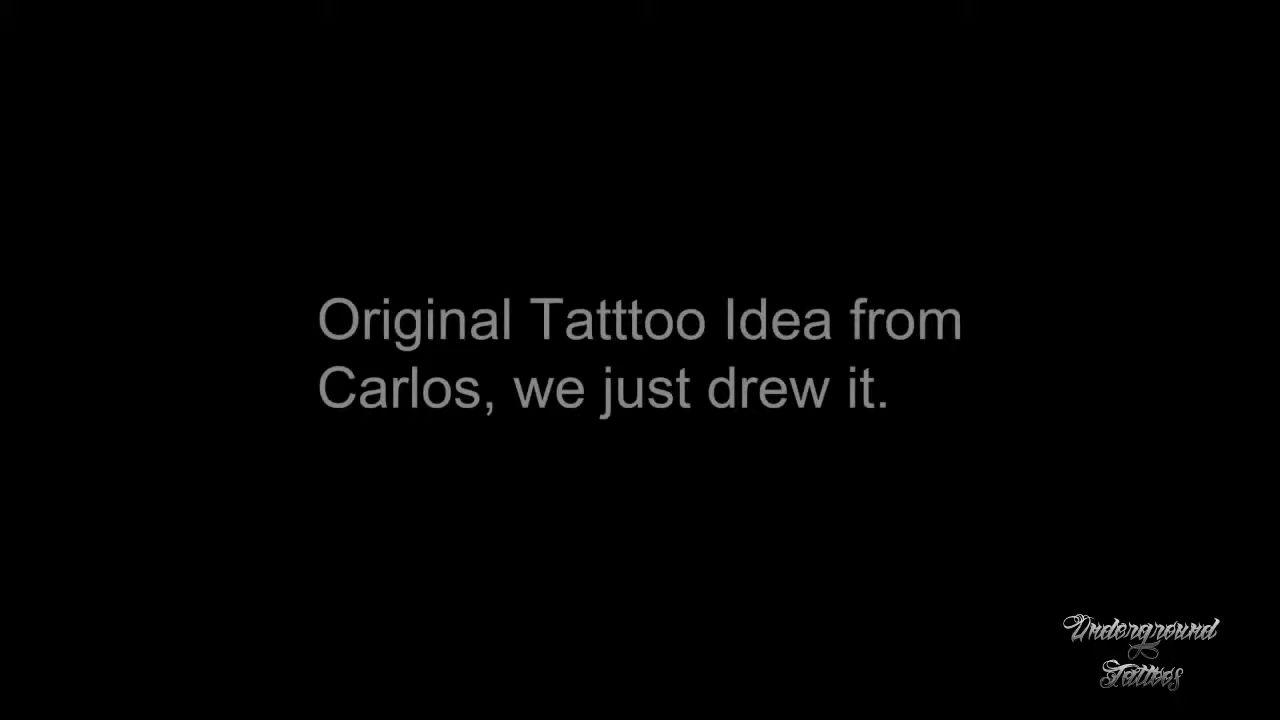 Original Tatttoo Idea from
Carlos, we just drew it.
Underground
Tattoos